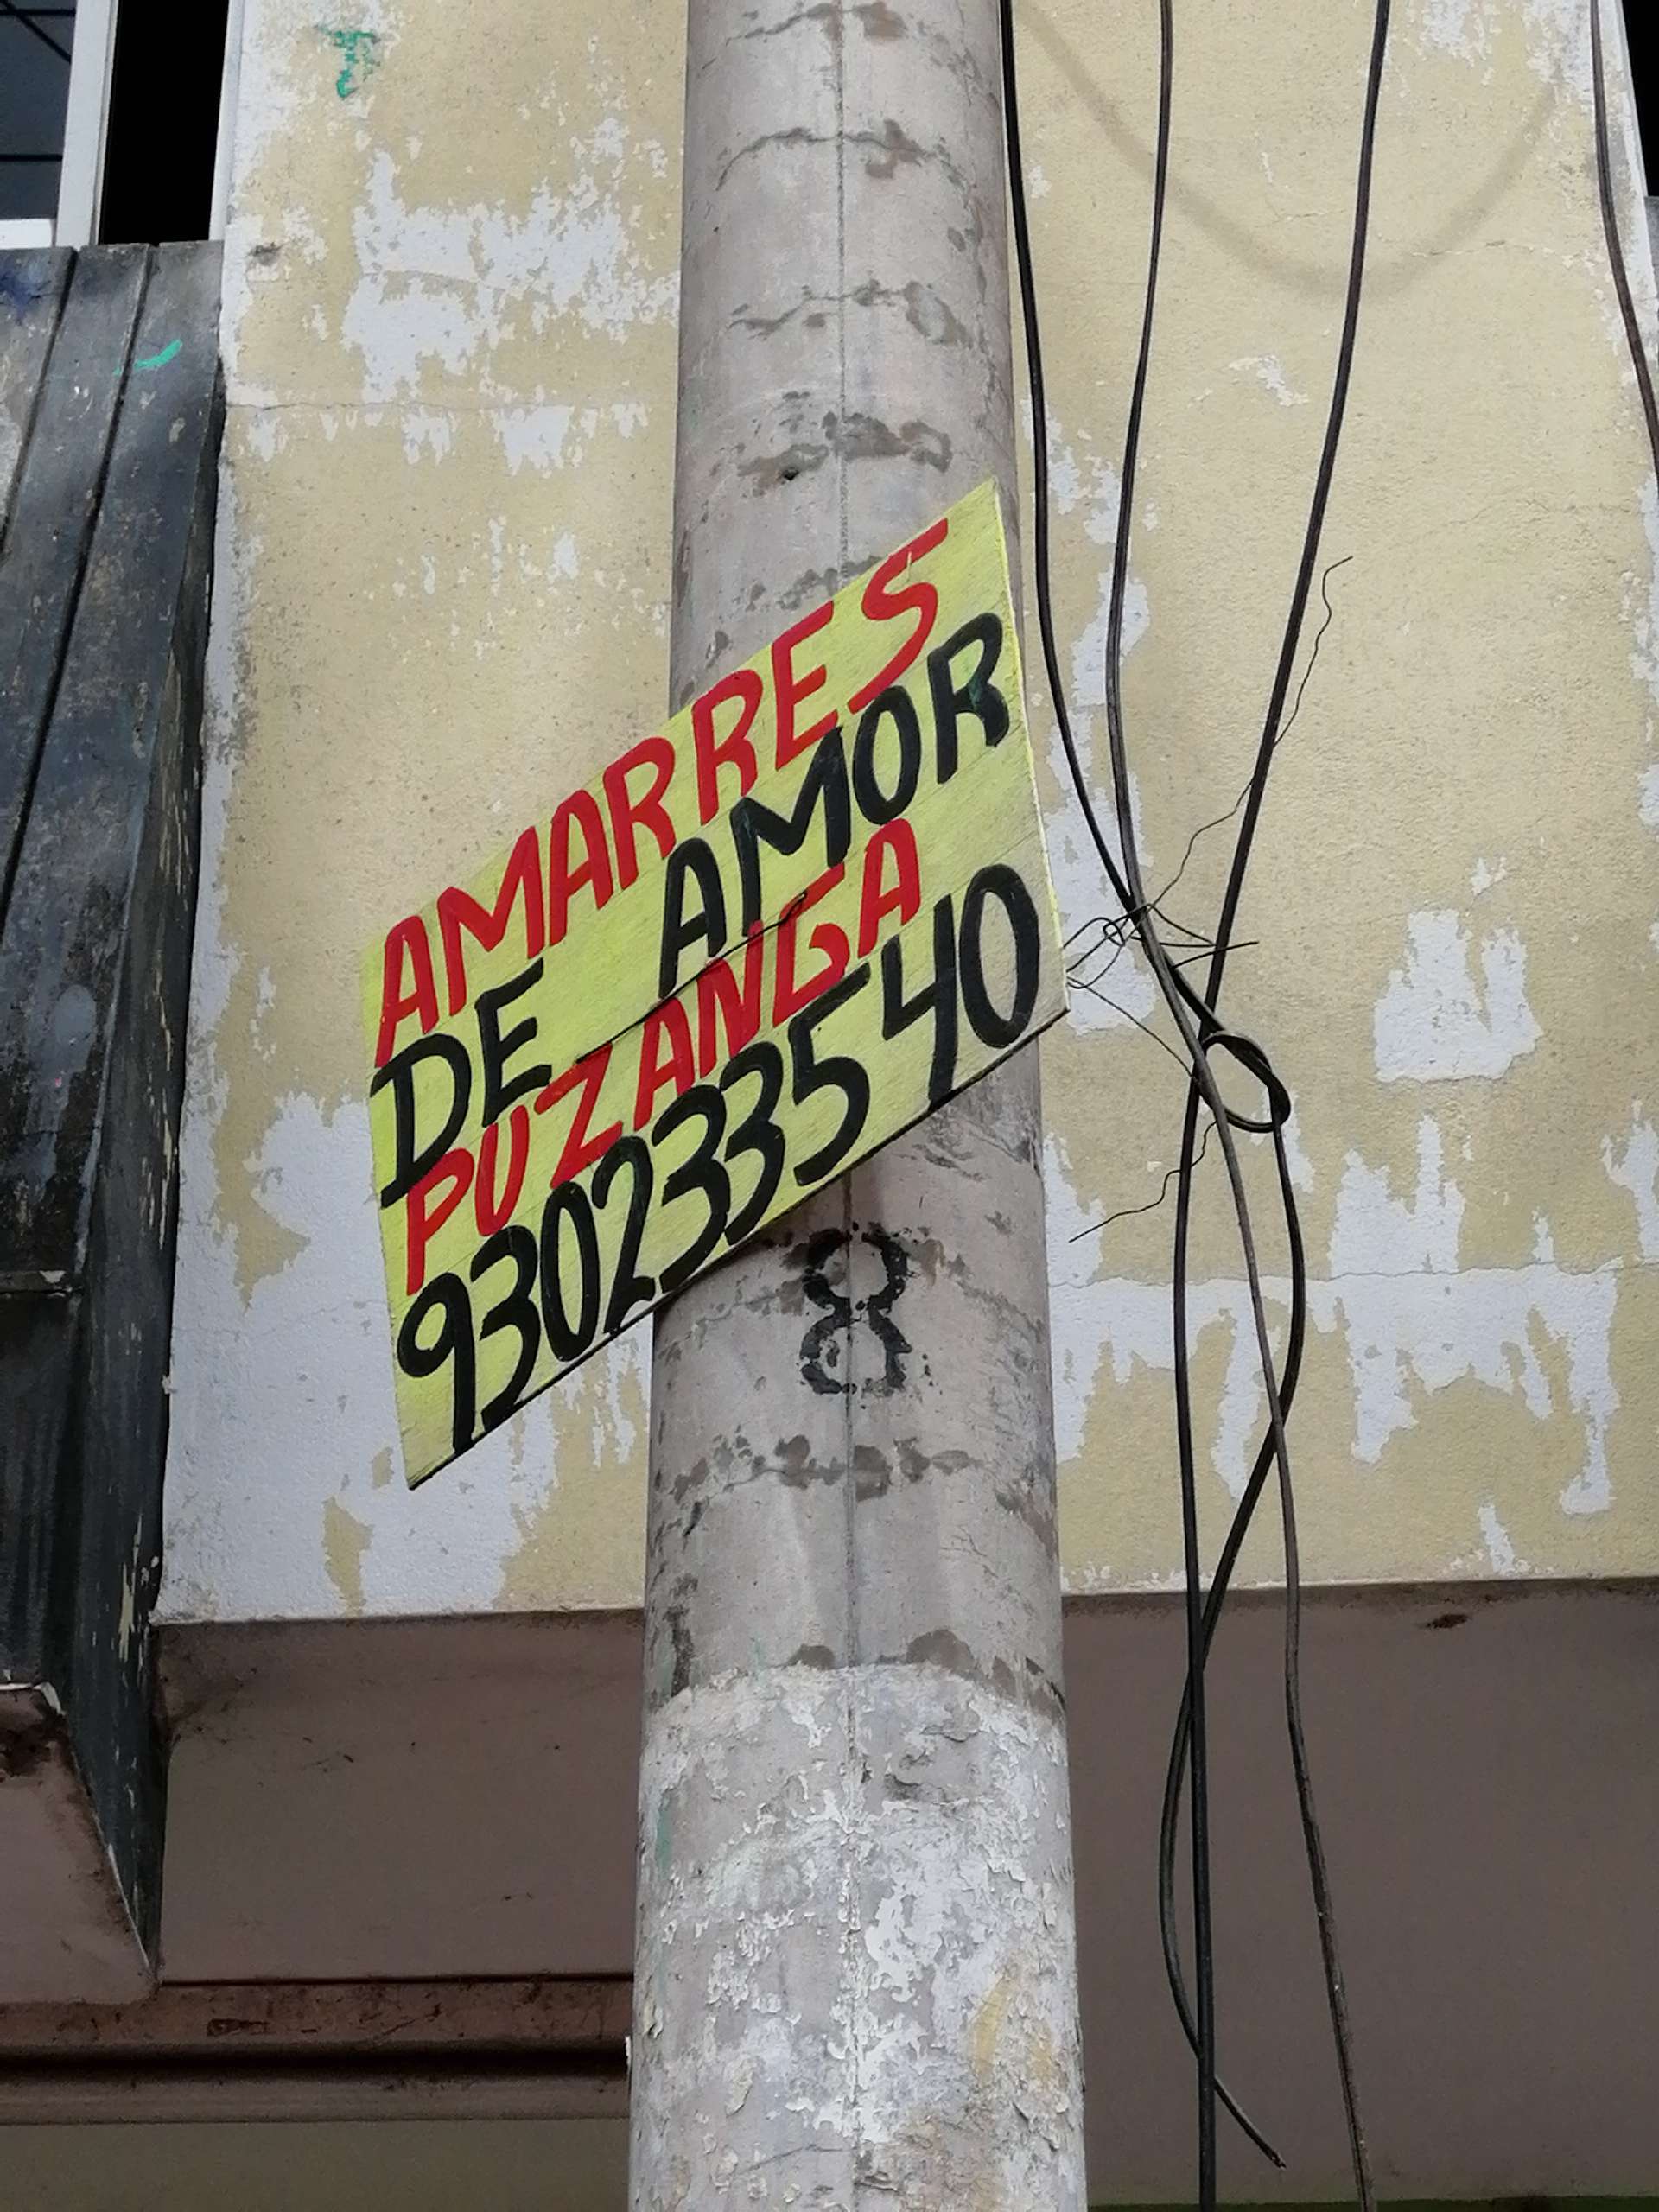 AMARRES
DE AMOR
PUZANGA
930233540
8